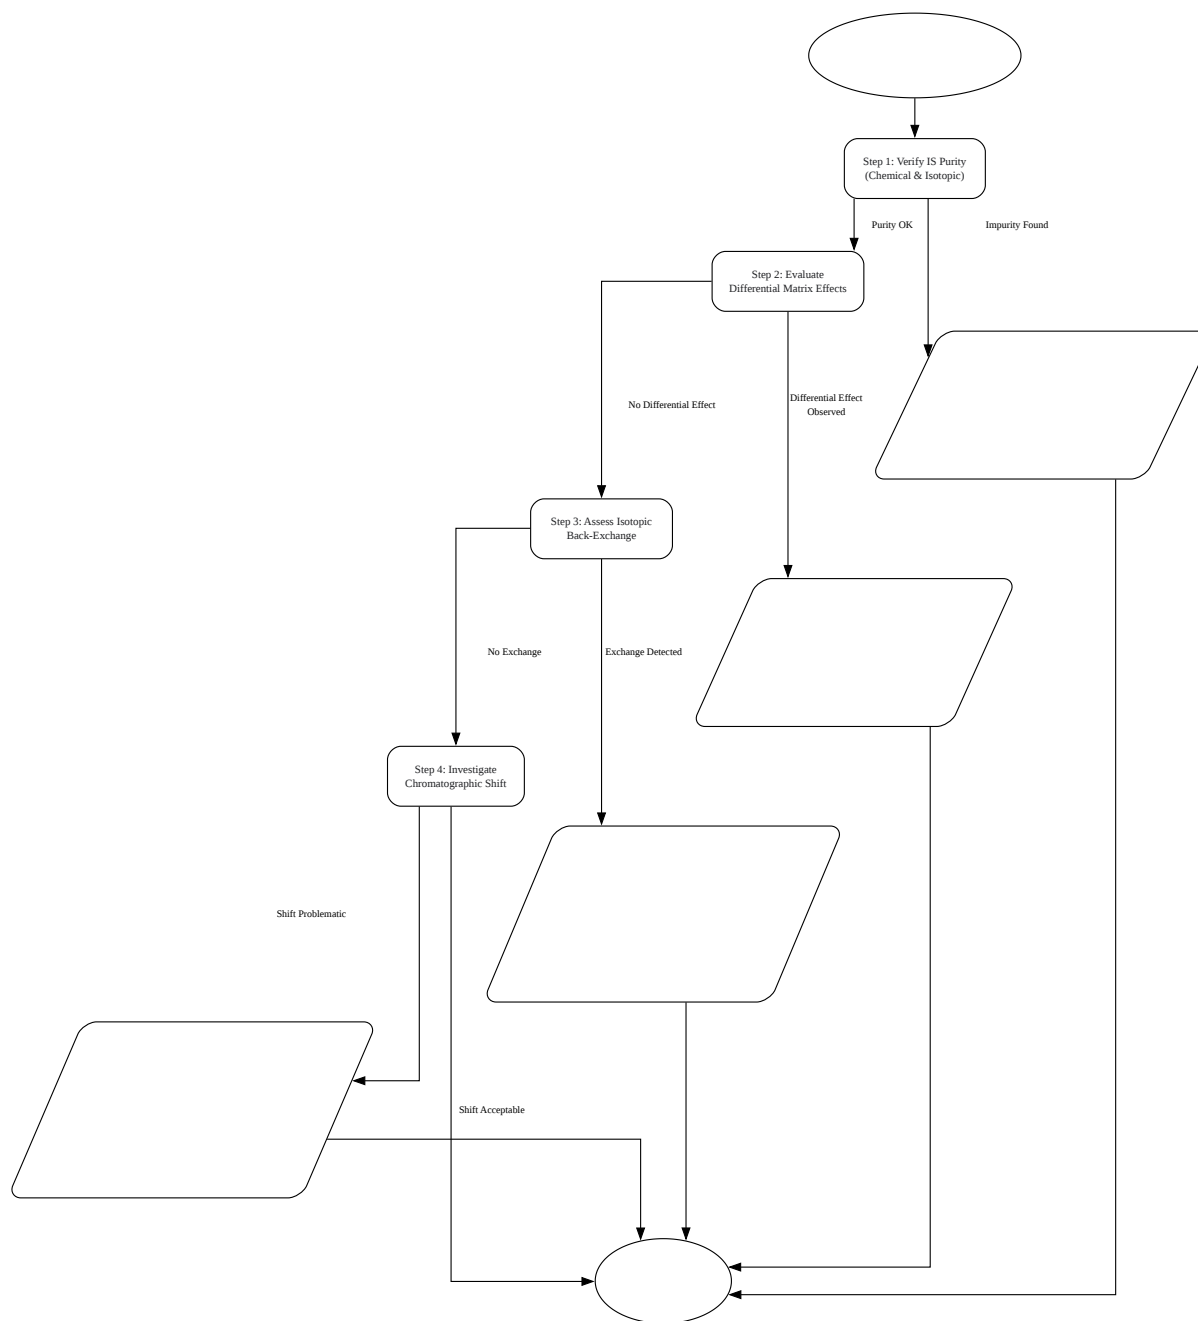 Step 1: Verify IS Purity
(Chemical & Isotopic)
Purity OK
Impurity Found
Step 2: Evaluate
Differential Matrix Effects
No Differential Effect
Differential Effect
Observed
Step 3: Assess Isotopic
Back-Exchange
No Exchange
Exchange Detected
Step 4: Investigate
Chromatographic Shift
Shift Problematic
Shift Acceptable